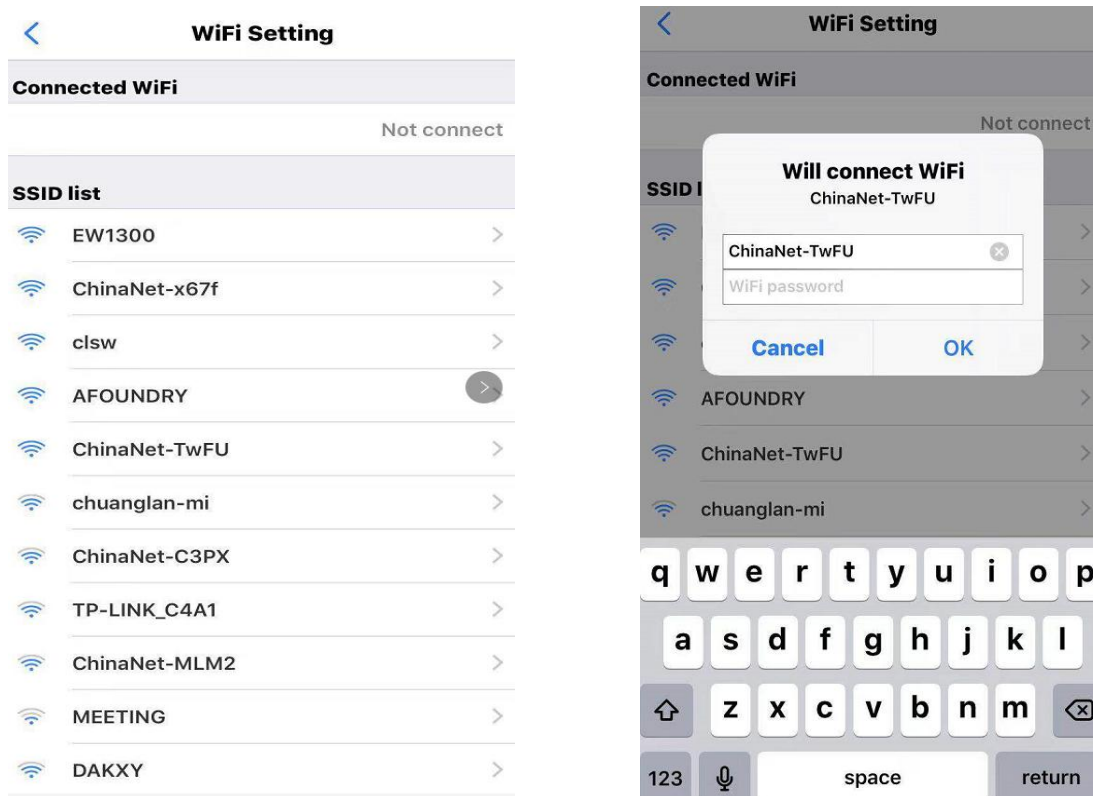 WiFi Setting
Connected WiFi
Not connect
SSID list
EW1300
ChinaNet-x67f
clsw
AFOUNDRY
ChinaNet-TwFU
chuanglan-mi
ChinaNet-C3PX
TP-LINK_C4A1
ChinaNet-MLM2
MEETING
DAKXY
WiFi Setting
Connected WiFi
Not connect
SSID l
Will connect WiFi
ChinaNet-TwFU
ChinaNet-TwFU
WiFi password
Cancel OK
AFOUNDRY
ChinaNet-TwFU
chuanglan-mi
q w e r t y u i o p
a s d f g h j k l
z x c v b n m
123 space return